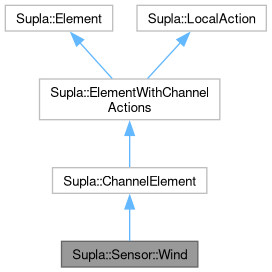 Supla::Element
Supla::LocalAction
Supla::ElementWithChannel
Actions
Supla::ChannelElement
Supla::Sensor::Wind